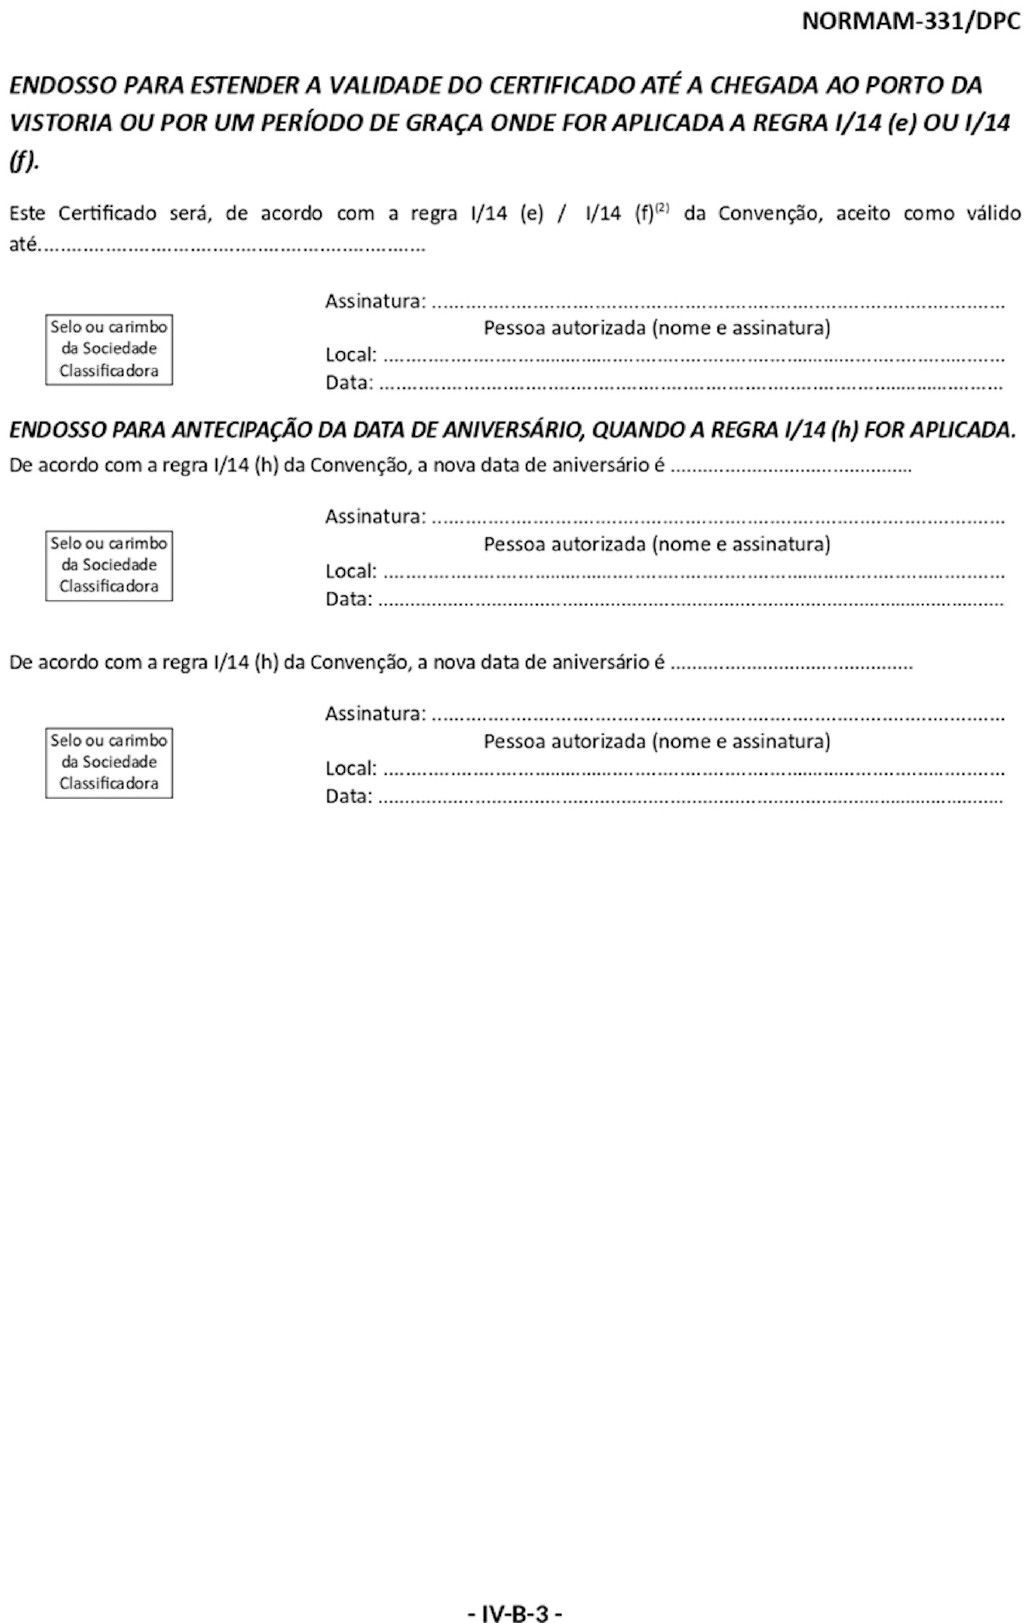 NORMAM-331/DPC
ENDOSSO PARA ESTENDER A VALIDADE DO CERTIFICADO ATÉ A CHEGADA AO PORTO DA
VISTORIA OU POR UM PERÍODO DE GRAÇA ONDE FOR APLICADA A REGRA I/14 (e) OU I/14
(f).
Este Certificado será, de acordo com a regra I/14 (e) / I/14 (f)(2) da Convenção, aceito como válido
até.....................................................................
Assinatura: .......................................................................................................
Selo ou carimbo
da Sociedade
Classificadora
Pessoa autorizada (nome e assinatura)
Local: ................................................................................................................
Data: ................................................................................................................
ENDOSSO PARA ANTECIPAÇÃO DA DATA DE ANIVERSÁRIO, QUANDO A REGRA I/14 (h) FOR APLICADA.
De acordo com a regra I/14 (h) da Convenção, a nova data de aniversário é ............................................
Assinatura: .......................................................................................................
Selo ou carimbo
da Sociedade
Classificadora
Pessoa autorizada (nome e assinatura)
Local: ................................................................................................................
Data: ................................................................................................................
De acordo com a regra I/14 (h) da Convenção, a nova data de aniversário é ............................................
Assinatura: .......................................................................................................
Selo ou carimbo
da Sociedade
Classificadora
Pessoa autorizada (nome e assinatura)
Local: ................................................................................................................
Data: ................................................................................................................
- IV-B-3 -